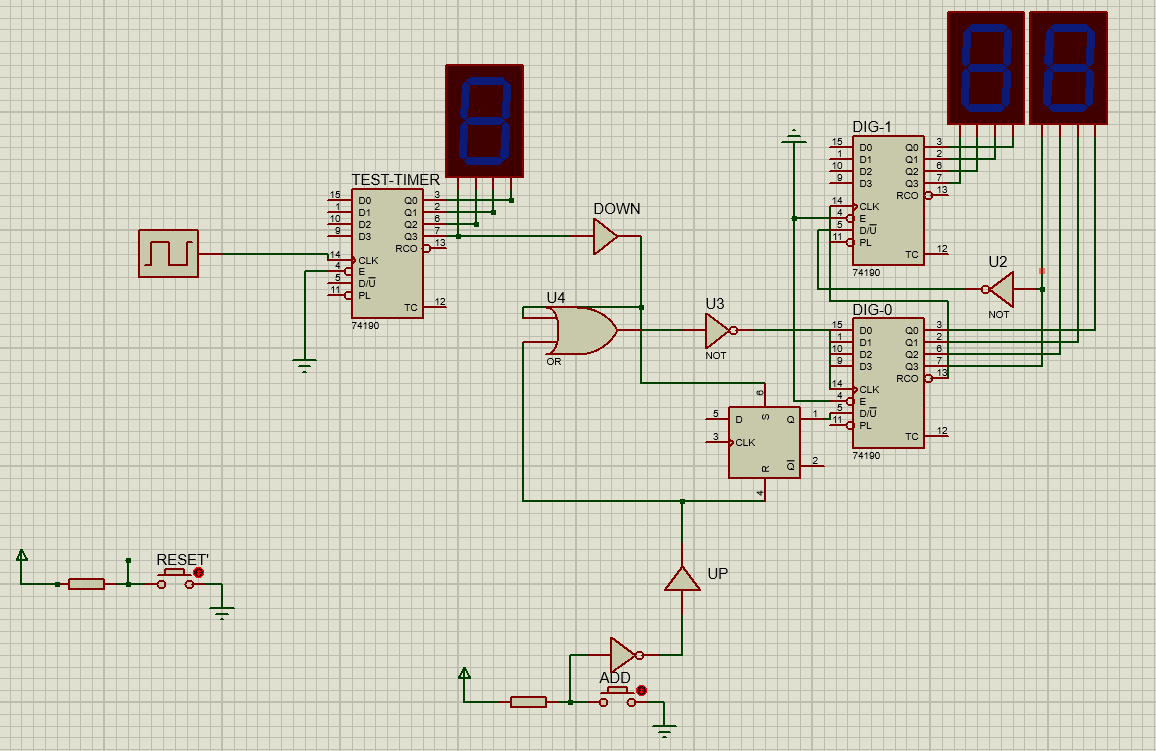 TEST-TIMER
15 D0 Q0 3
1 D1 Q1 2
10 D2 Q2 6
9 D3 Q3 7
RCO 13
14 CLK
4 E
5 D/U̅
11 PL
TC 12
74190
DOWN
U4
OR
U3
NOT
DIG-1
15 D0 Q0 3
1 D1 Q1 2
10 D2 Q2 6
9 D3 Q3 7
RCO 13
14 CLK
4 E
5 D/U̅
11 PL
TC 12
74190
U2
NOT
DIG-0
15 D0 Q0 3
1 D1 Q1 2
10 D2 Q2 6
9 D3 Q3 7
RCO 13
14 CLK
4 E
5 D/U̅
11 PL
TC 12
74190
6
5 D S Q 1
3 CLK
R Q̅ 2
4
RESET'
UP
ADD